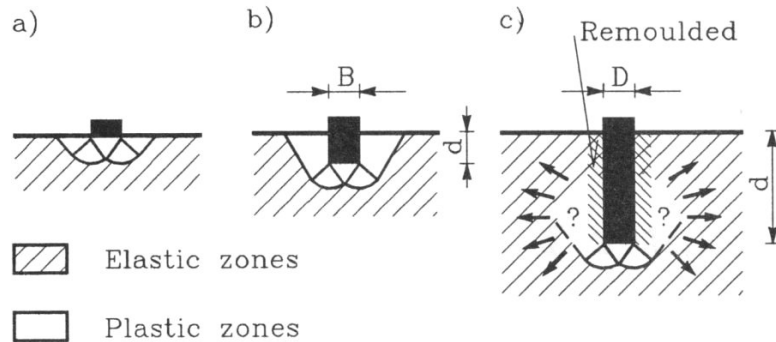 a)
b)
c)
Remoulded
B
D
d
d
?
?
Elastic zones
Plastic zones